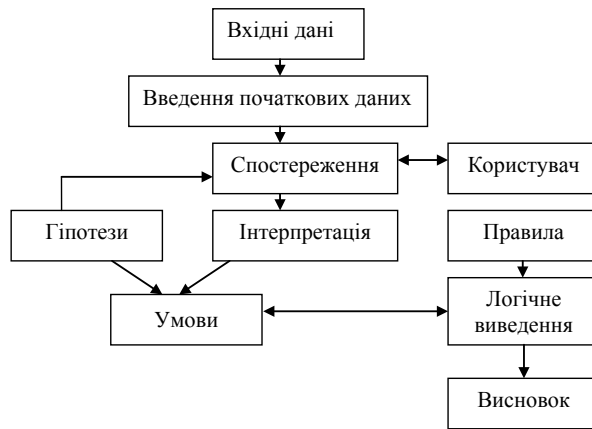 Вхідні дані
Введення початкових даних
Спостереження
Користувач
Гіпотези
Інтерпретація
Правила
Умови
Логічне
виведення
Висновок